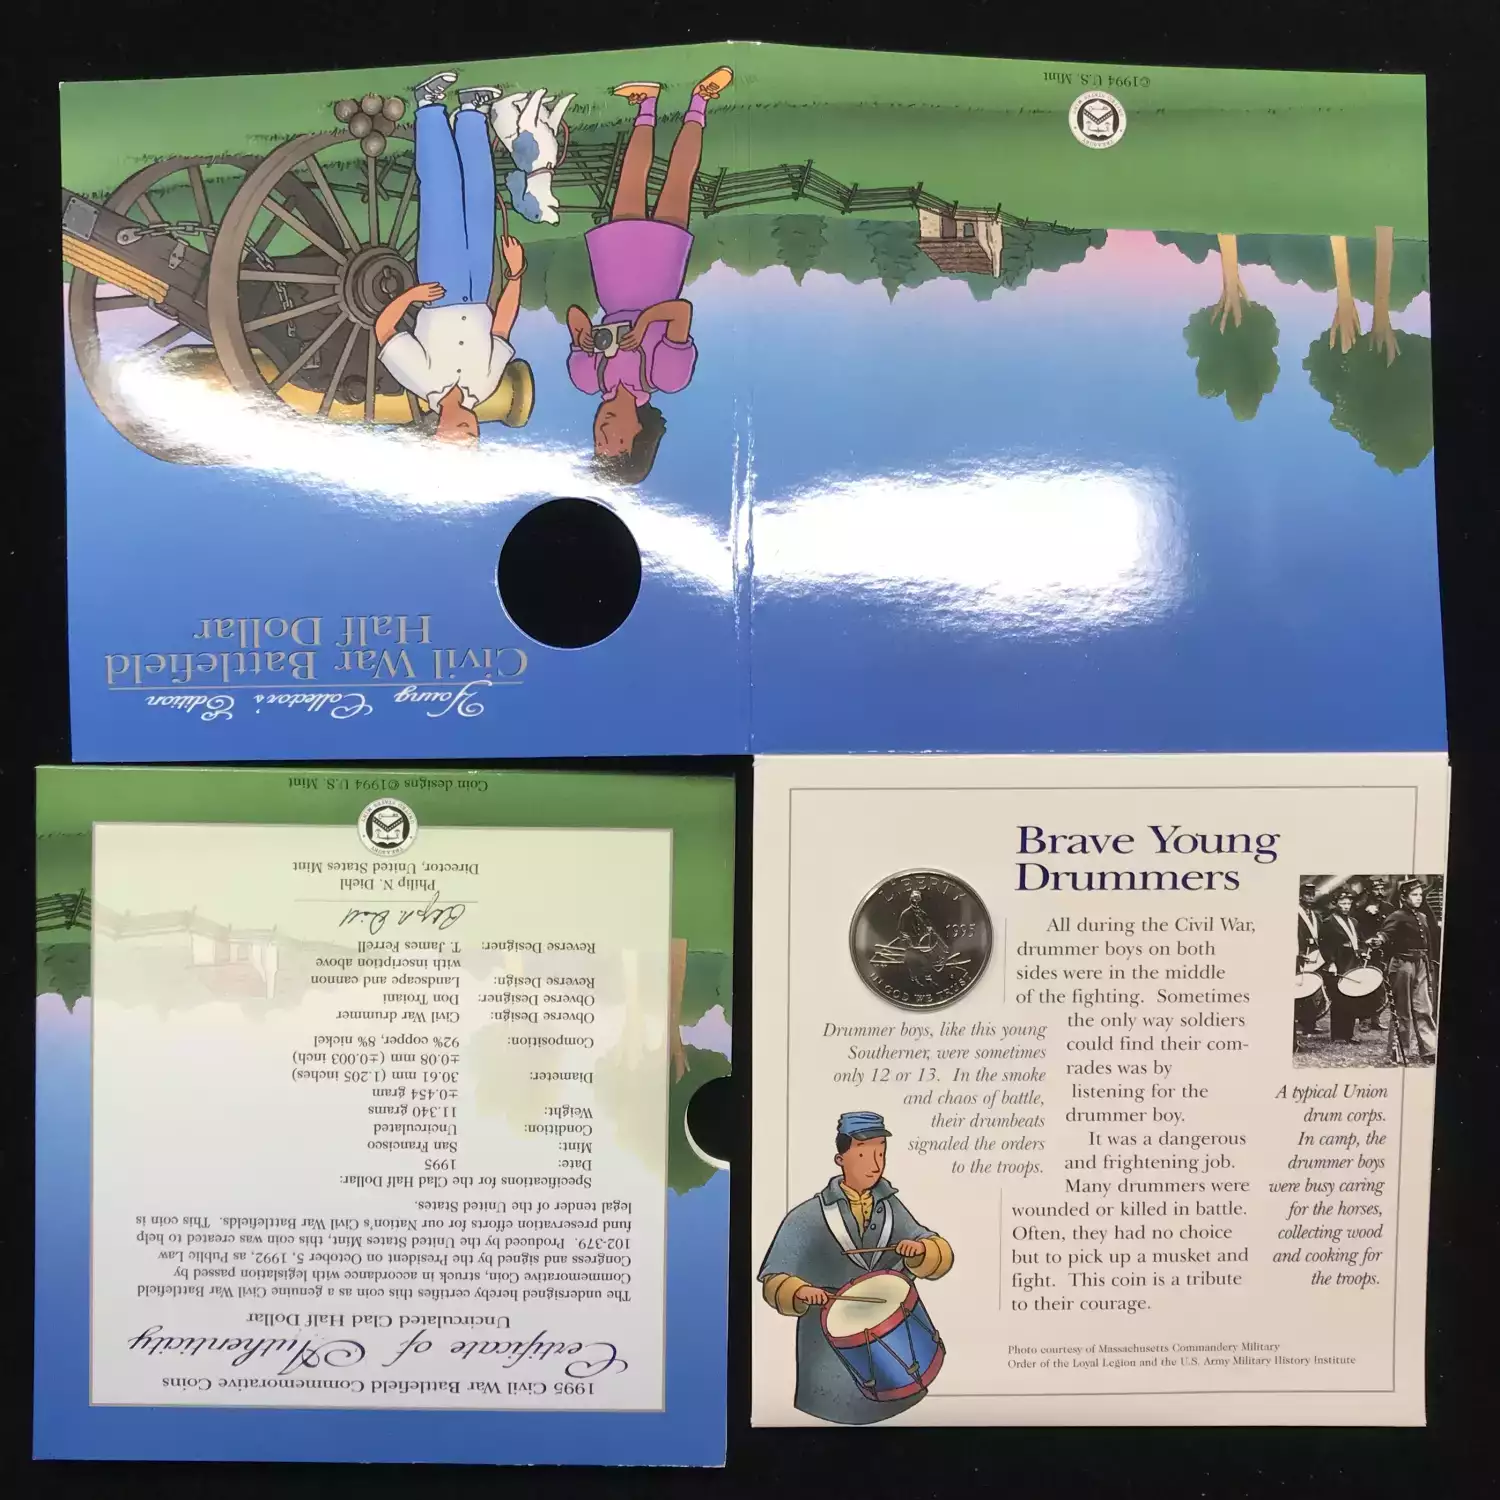 ©1994 U.S. Mint
Young Collector's Edition
Civil War Battlefield
Half Dollar
1995 Civil War Battlefield Commemorative Coins
Certificate of Authenticity
Uncirculated Clad Half Dollar
The undersigned hereby certifies this coin as a genuine Civil War Battlefield
Commemorative Coin, struck in accordance with legislation passed by
Congress and signed by the President on October 5, 1992, as Public Law
102-379. Produced by the United States Mint, this coin was created to help
fund preservation efforts for our Nation's Civil War Battlefields. This coin is
legal tender of the United States.
Specifications for the Clad Half Dollar:
Date: 1995
Mint: San Francisco
Condition: Uncirculated
Weight: 11.340 grams
±0.454 gram
Diameter: 30.61 mm (1.205 inches)
±0.08 mm (±0.003 inch)
Composition: 92% copper, 8% nickel
Obverse Design: Civil War drummer
Obverse Designer: Don Troiani
Reverse Design: Landscape and cannon
with inscription above
Reverse Designer: T. James Ferrell
Philip N. Diehl
Director, United States Mint
Coin designs ©1994 U.S. Mint
Brave Young
Drummers
LIBERTY
1995
IN GOD WE TRUST
All during the Civil War,
drummer boys on both
sides were in the middle
of the fighting. Sometimes
the only way soldiers
could find their com-
rades was by
listening for the
drummer boy.
It was a dangerous
and frightening job.
Many drummers were
wounded or killed in battle.
Often, they had no choice
but to pick up a musket and
fight. This coin is a tribute
to their courage.
Drummer boys, like this young
Southerner, were sometimes
only 12 or 13. In the smoke
and chaos of battle,
their drumbeats
signaled the orders
to the troops.
A typical Union
drum corps.
In camp, the
drummer boys
were busy caring
for the horses,
collecting wood
and cooking for
the troops.
Photo courtesy of Massachusetts Commandery Military
Order of the Loyal Legion and the U.S. Army Military History Institute